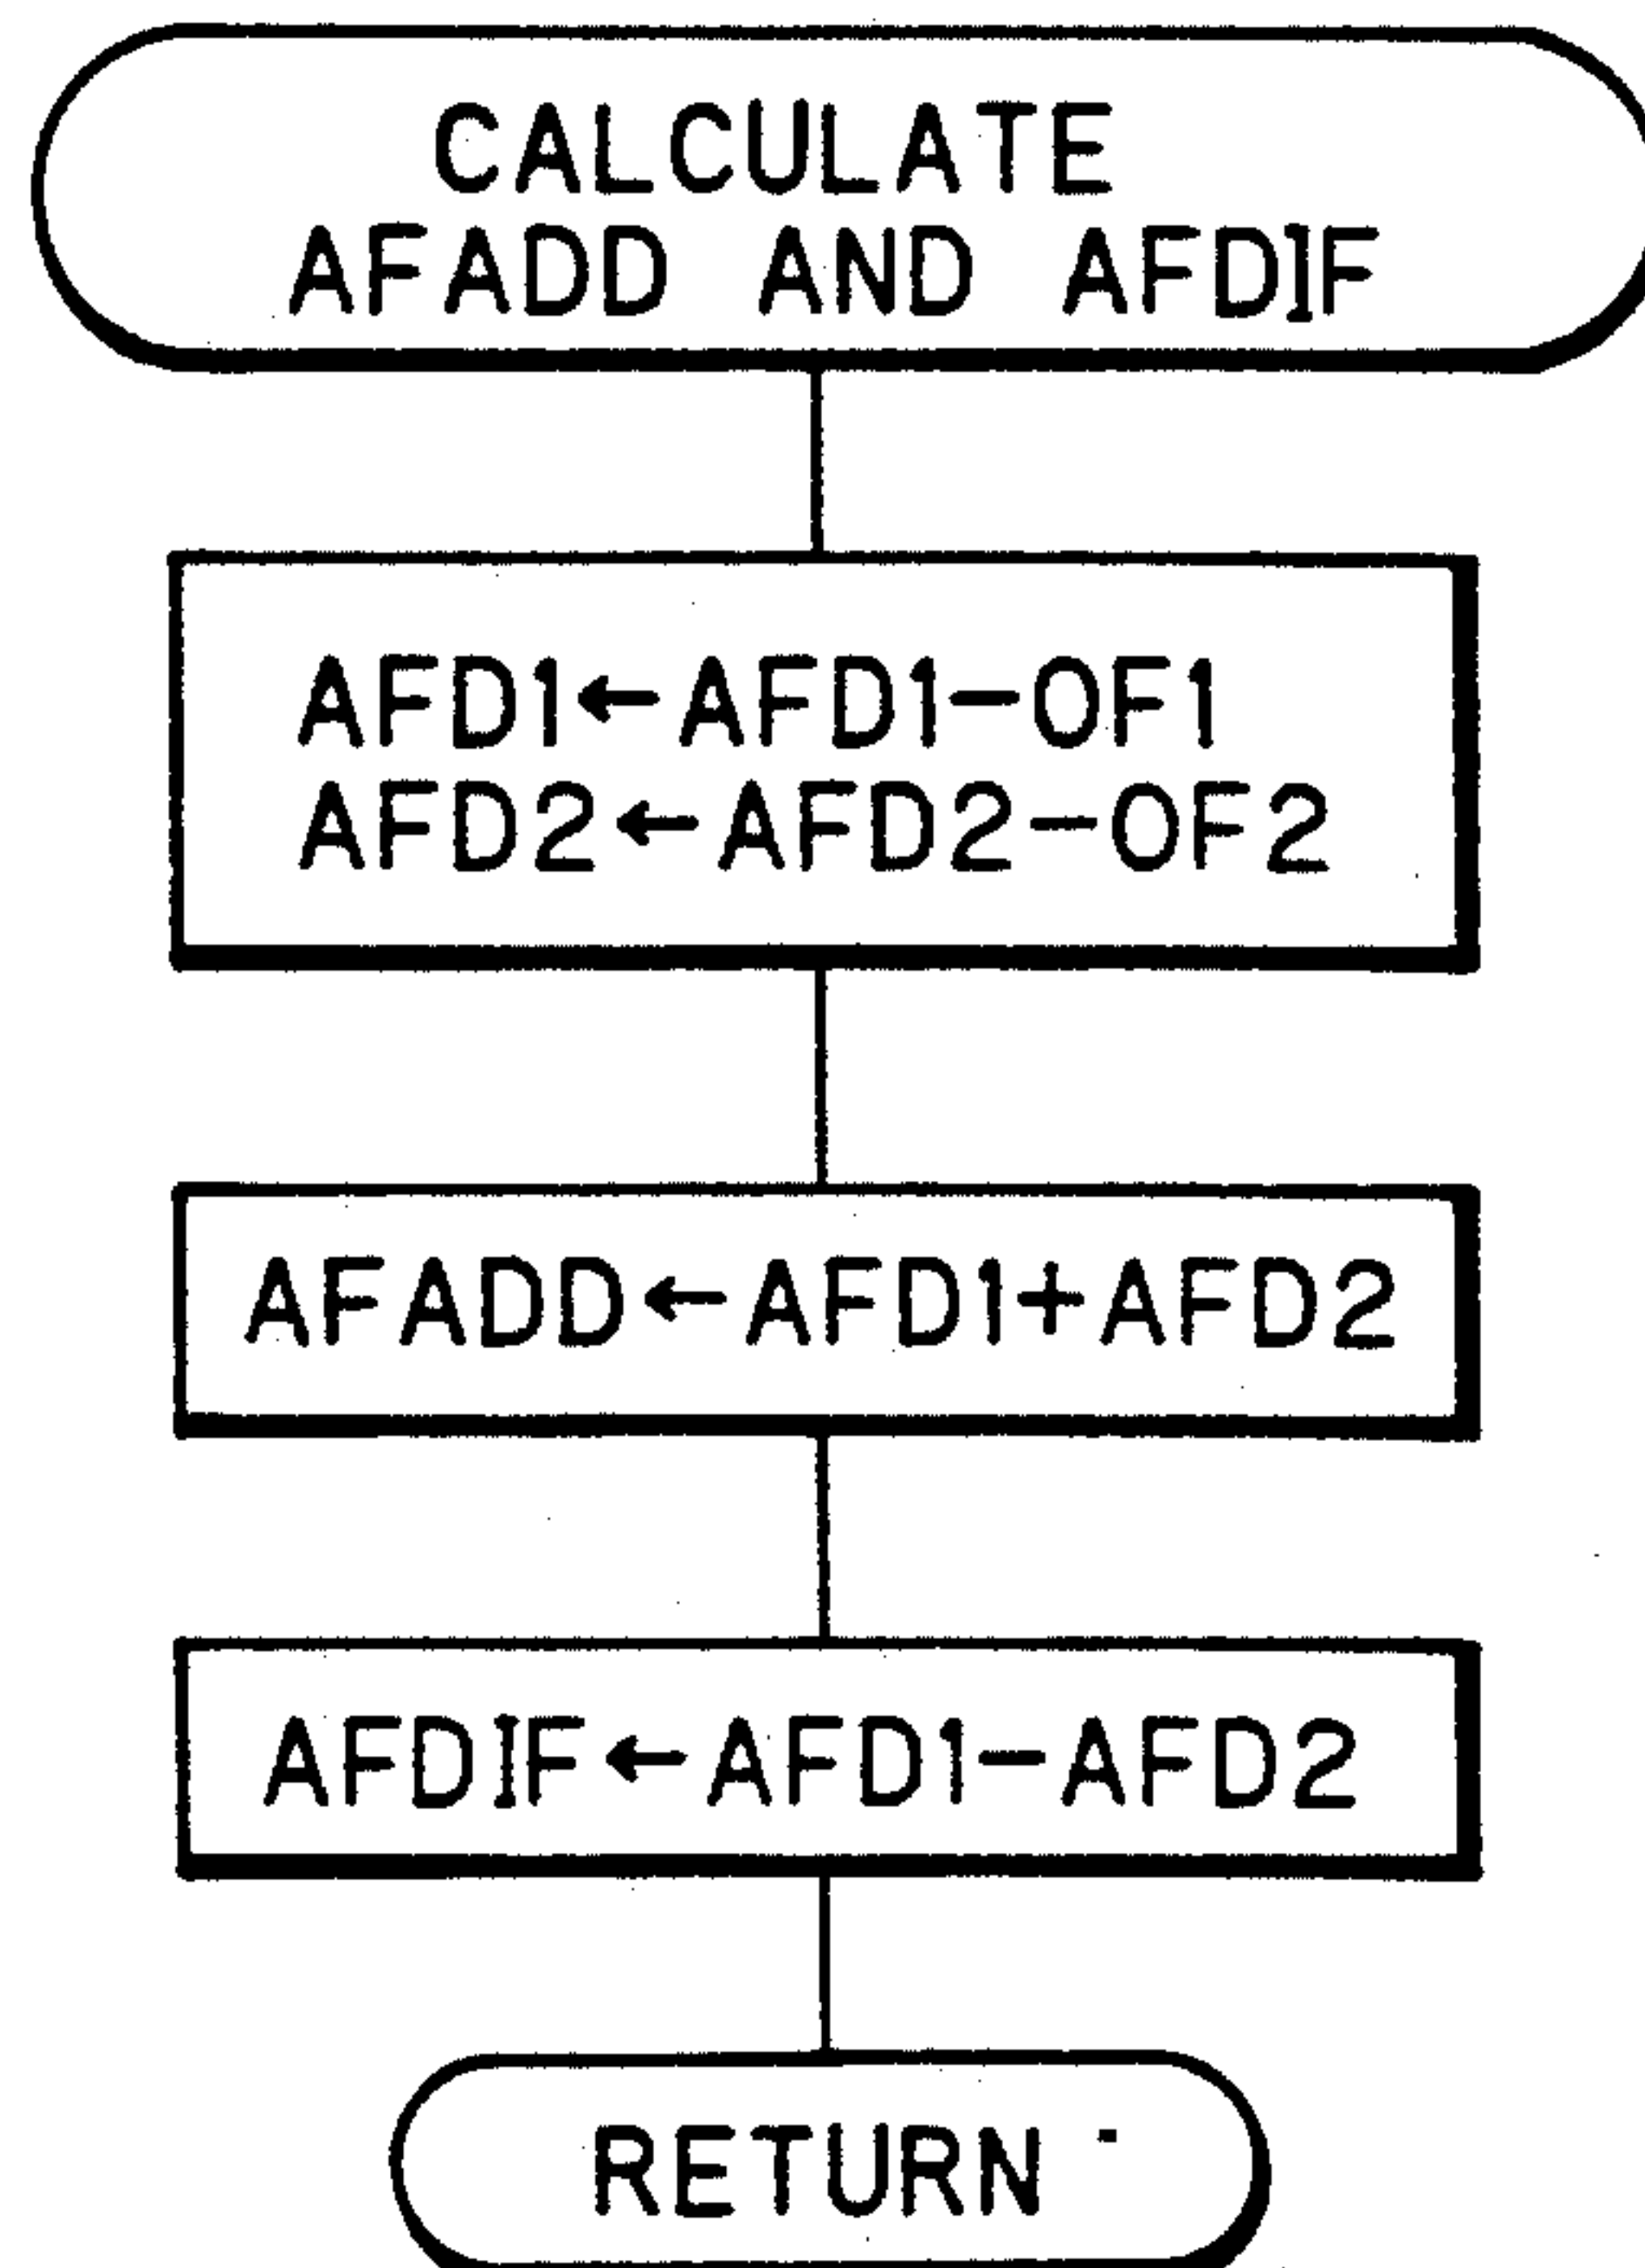 CALCULATE
AFADD AND AFDIF
AFD1←AFD1-OF1
AFD2←AFD2-OF2
AFADD←AFD1+AFD2
AFDIF←AFD1-AFD2
RETURN